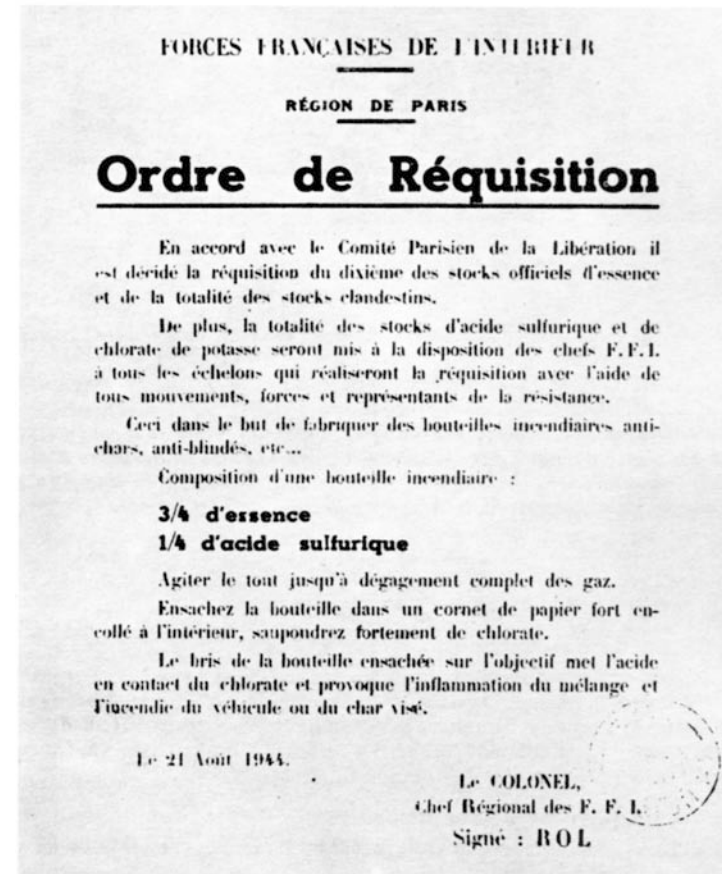 FORCES FRANÇAISES DE L'INTERIEUR
RÉGION DE PARIS
Ordre de Réquisition
En accord avec le Comité Parisien de la Libération il
est décidé la réquisition du dixième des stocks officiels d'essence
et de la totalité des stocks clandestins.
De plus, la totalité des stocks d'acide sulfurique et de
chlorate de potasse seront mis à la disposition des chefs F. F. I.
à tous les échelons qui réaliseront la réquisition avec l'aide de
tous mouvements, forces et représentants de la résistance.
Ceci dans le but de fabriquer des bouteilles incendiaires anti-
chars, anti-blindés, etc...
Composition d'une bouteille incendiaire :
3/4 d'essence
1/4 d'acide sulfurique
Agiter le tout jusqu'à dégagement complet des gaz.
Ensachez la bouteille dans un cornet de papier fort en-
collé à l'intérieur, saupoudrez fortement de chlorate.
Le bris de la bouteille ensachée sur l'objectif met l'acide
en contact du chlorate et provoque l'inflammation du mélange et
l'incendie du véhicule ou du char visé.
Le 21 Août 1944.
Le COLONEL,
Chef Régional des F. F. I.
Signé : ROL